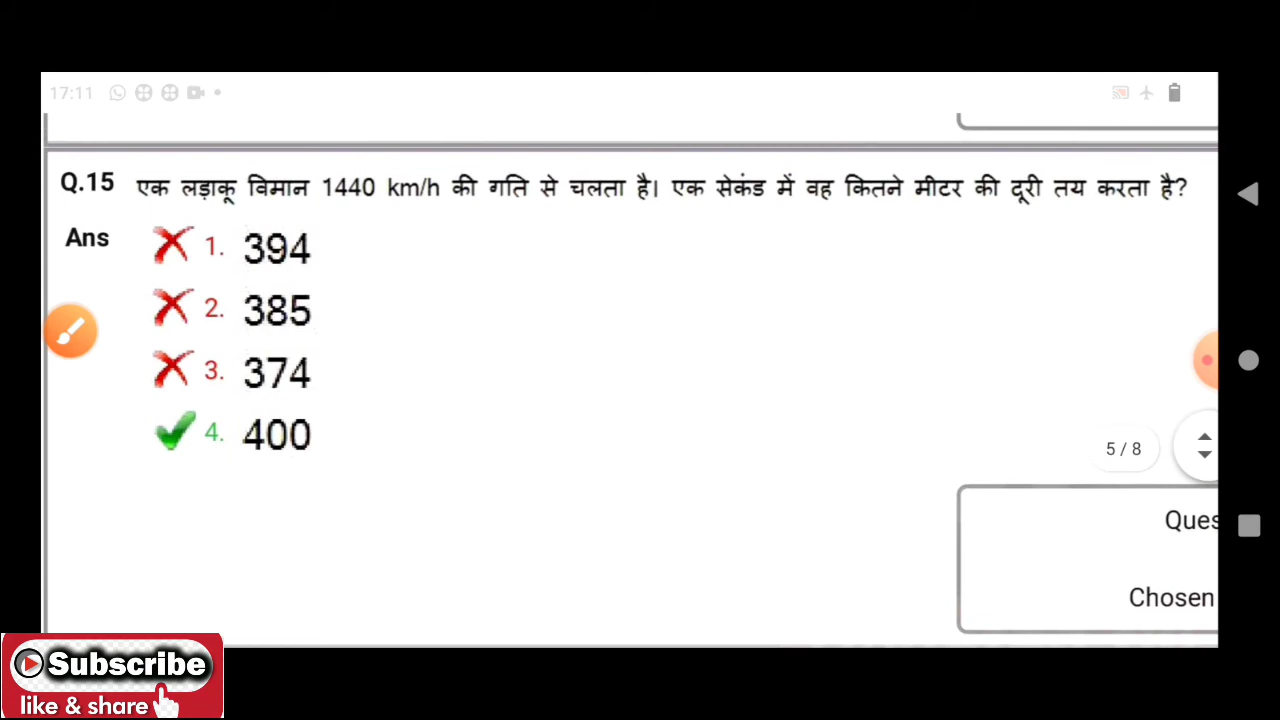 17:11
Q.15 एक लड़ाकू विमान 1440 km/h की गति से चलता है। एक सेकंड में वह कितने मीटर की दूरी तय करता है?
Ans
1. 394
2. 385
3. 374
4. 400
5 / 8
Ques
Chosen
Subscribe
like & share